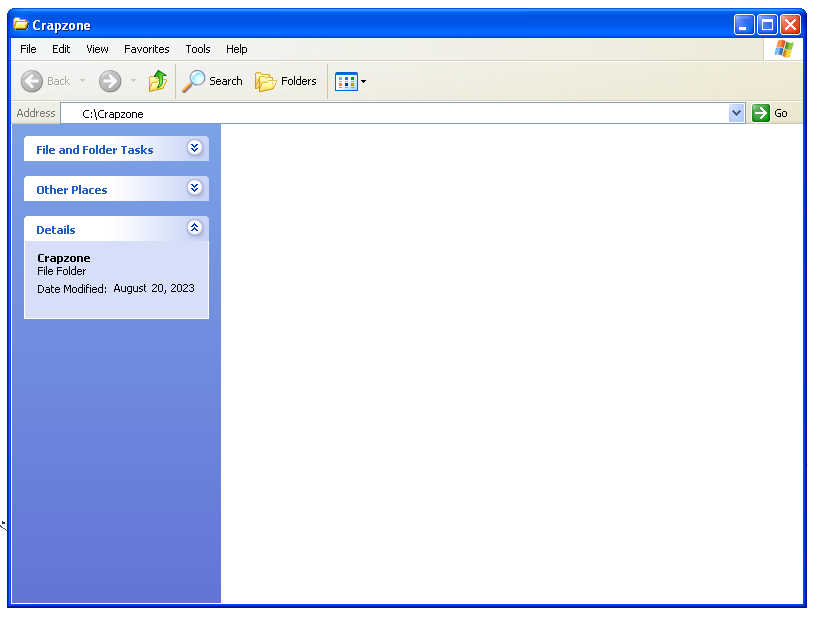 Crapzone
File Edit View Favorites Tools Help
Back Search Folders
Address C:\Crapzone Go
File and Folder Tasks
Other Places
Details
Crapzone
File Folder
Date Modified: August 20, 2023